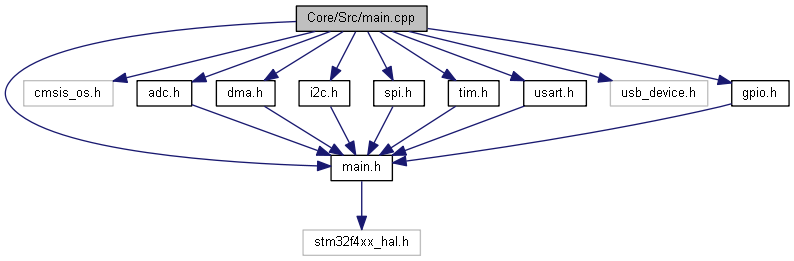 Core/Src/main.cpp
cmsis_os.h
adc.h
dma.h
i2c.h
spi.h
tim.h
usart.h
usb_device.h
gpio.h
main.h
stm32f4xx_hal.h